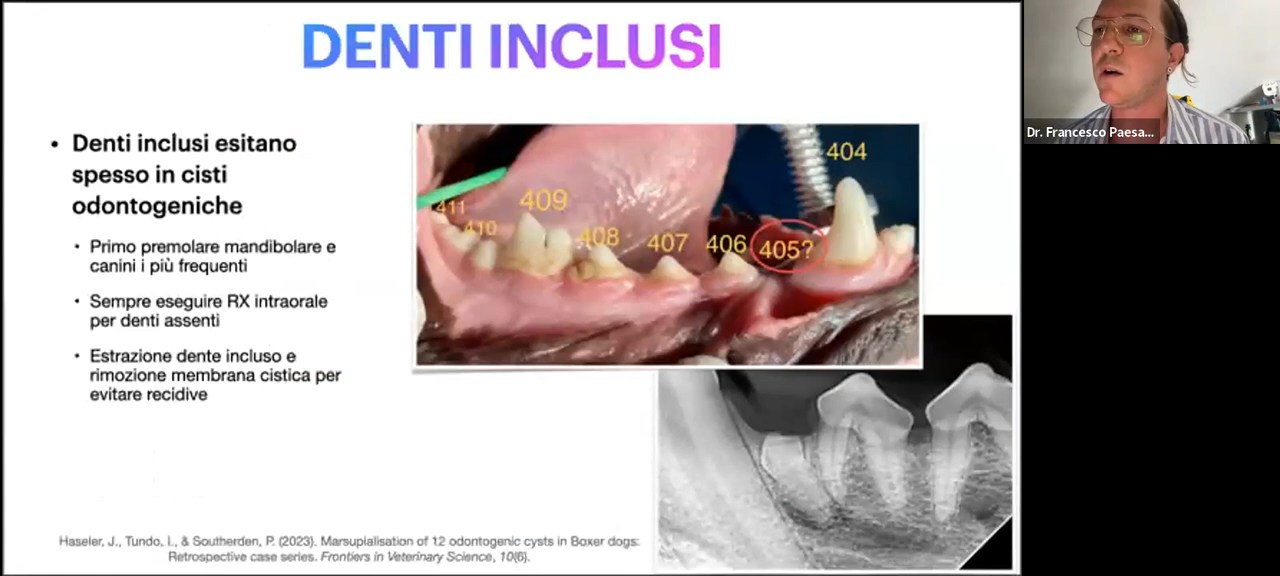 DENTI INCLUSI
• Denti inclusi esitano
spesso in cisti
odontogeniche
• Primo premolare mandibolare e
canini i più frequenti
• Sempre eseguire RX intraorale
per denti assenti
• Estrazione dente incluso e
rimozione membrana cistica per
evitare recidive
411
410
409
408
407
406
405?
404
Haseler, J., Tundo, I., & Southerden, P. (2023). Marsupialisation of 12 odontogenic cysts in Boxer dogs:
Retrospective case series. Frontiers in Veterinary Science, 10(6).
Dr. Francesco Paesa...